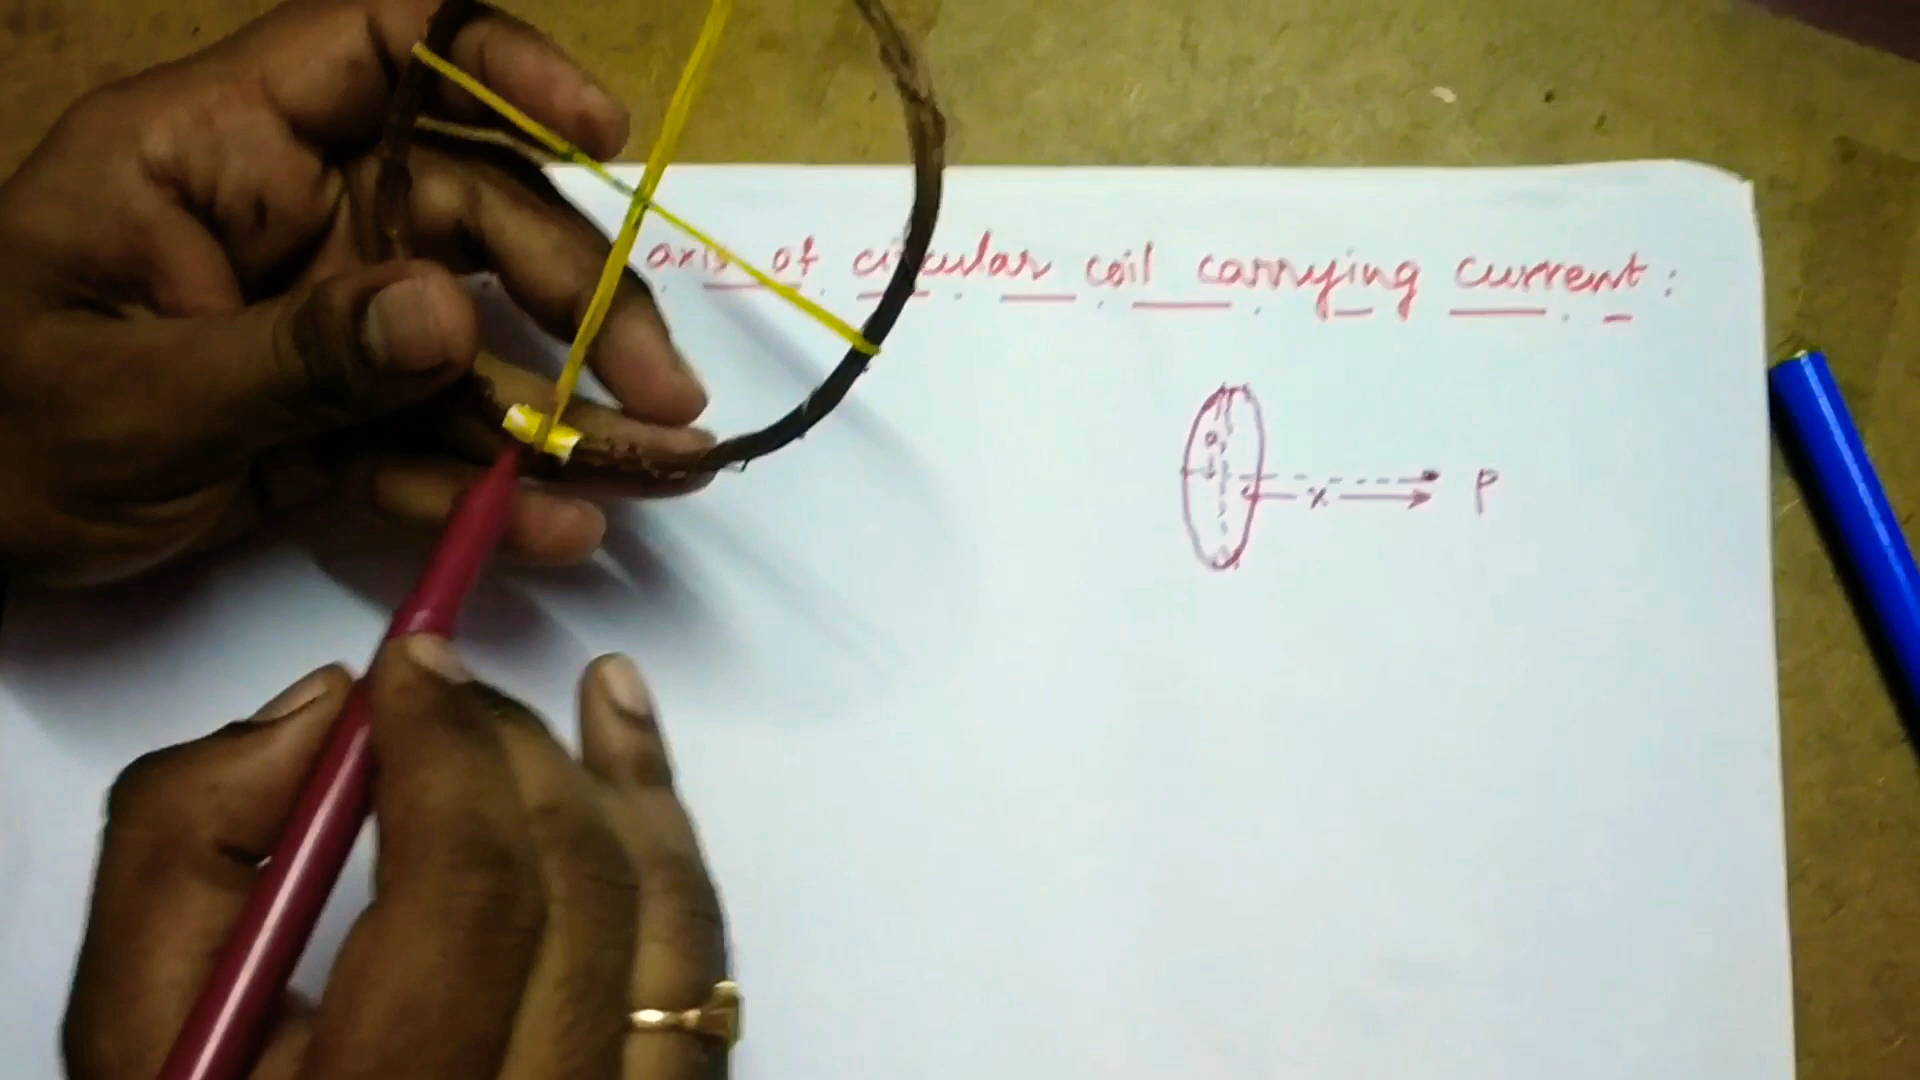 axis of circular coil carrying current :
a
x
P